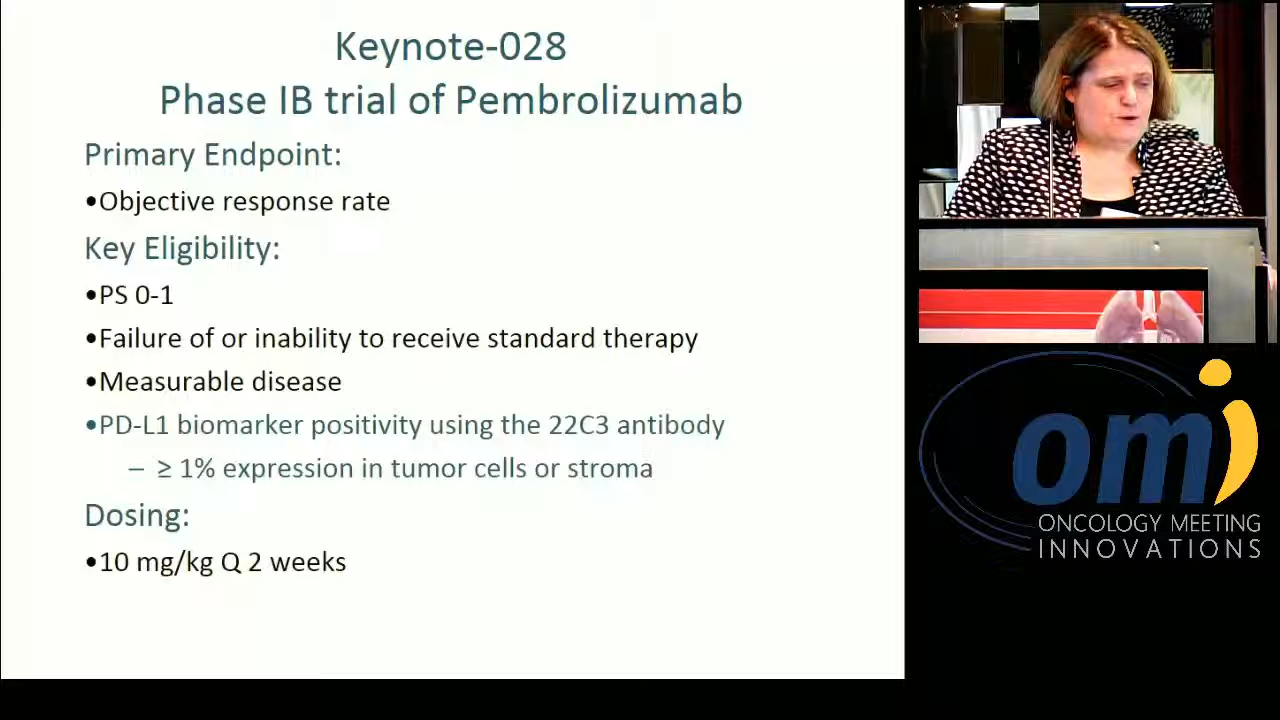 Keynote-028
Phase IB trial of Pembrolizumab
Primary Endpoint:
•Objective response rate
Key Eligibility:
•PS 0-1
•Failure of or inability to receive standard therapy
•Measurable disease
•PD-L1 biomarker positivity using the 22C3 antibody
– ≥ 1% expression in tumor cells or stroma
Dosing:
•10 mg/kg Q 2 weeks
omi
ONCOLOGY MEETING
INNOVATIONS